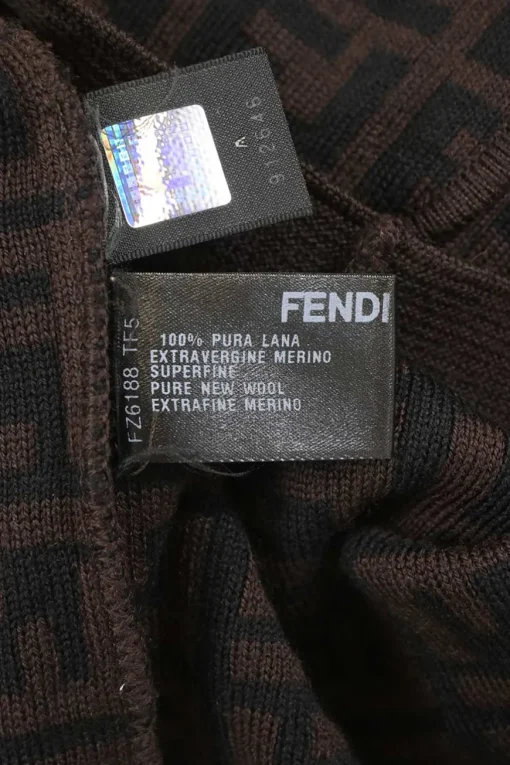 A
912646
FENDI
100% PURA LANA
EXTRAVERGINE MERINO
SUPERFINE
PURE NEW WOOL
EXTRAFINE MERINO
FZ6188 TF5